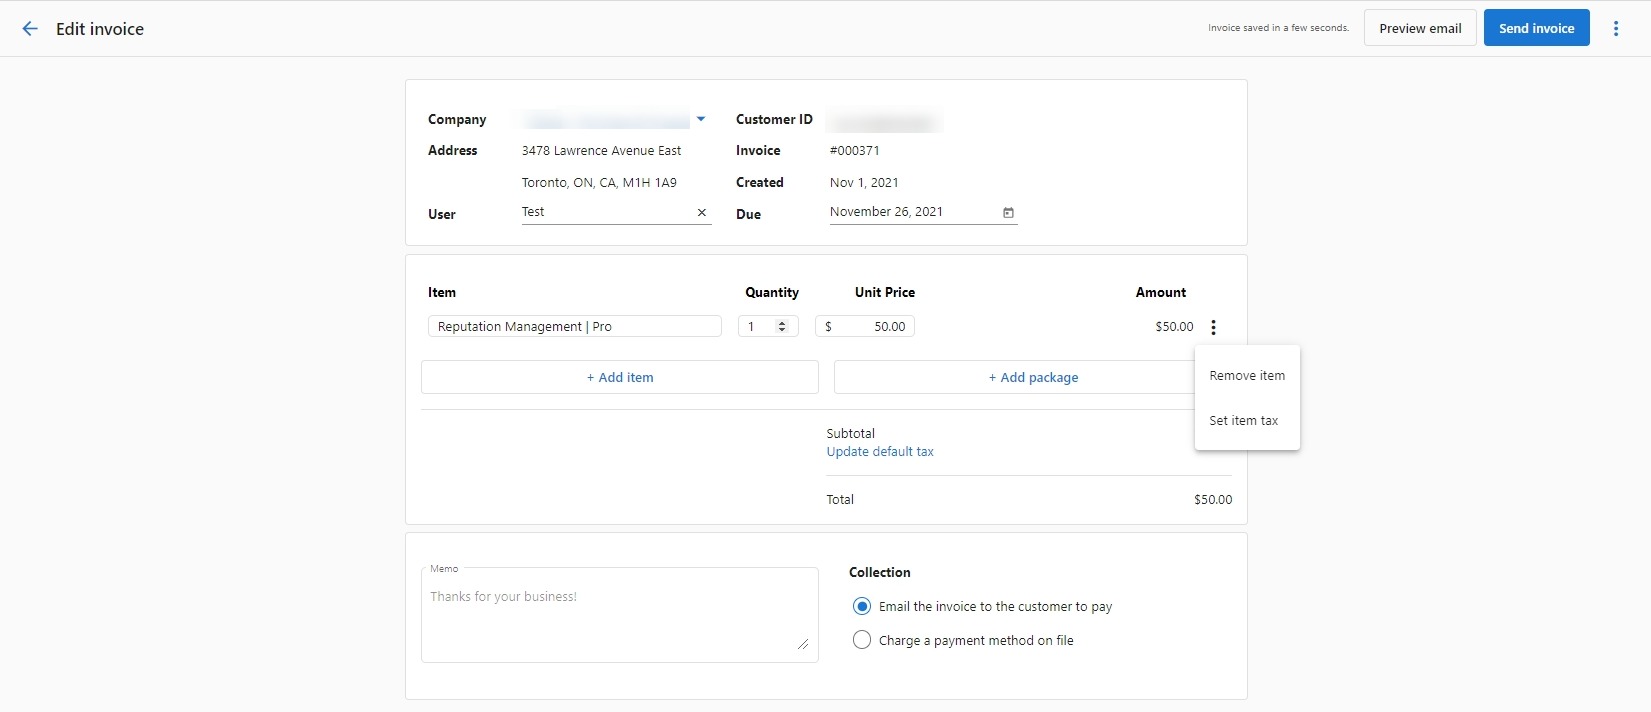 Edit invoice
Invoice saved in a few seconds.
Preview email
Send invoice
Company
Customer ID
Address 3478 Lawrence Avenue East
Invoice #000371
Toronto, ON, CA, M1H 1A9
Created Nov 1, 2021
User Test
Due November 26, 2021
Item Quantity Unit Price Amount
Reputation Management | Pro 1 $ 50.00 $50.00
+ Add item
+ Add package
Remove item
Set item tax
Subtotal
Update default tax
Total $50.00
Memo
Thanks for your business!
Collection
Email the invoice to the customer to pay
Charge a payment method on file